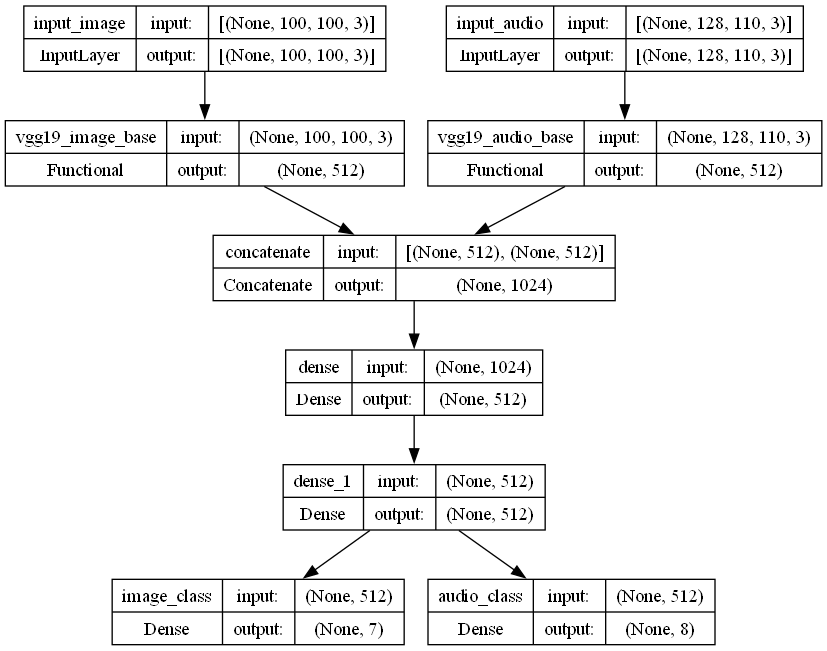 input_image input: [(None, 100, 100, 3)]
InputLayer output: [(None, 100, 100, 3)]
input_audio input: [(None, 128, 110, 3)]
InputLayer output: [(None, 128, 110, 3)]
vgg19_image_base input: (None, 100, 100, 3)
Functional output: (None, 512)
vgg19_audio_base input: (None, 128, 110, 3)
Functional output: (None, 512)
concatenate input: [(None, 512), (None, 512)]
Concatenate output: (None, 1024)
dense input: (None, 1024)
Dense output: (None, 512)
dense_1 input: (None, 512)
Dense output: (None, 512)
image_class input: (None, 512)
Dense output: (None, 7)
audio_class input: (None, 512)
Dense output: (None, 8)